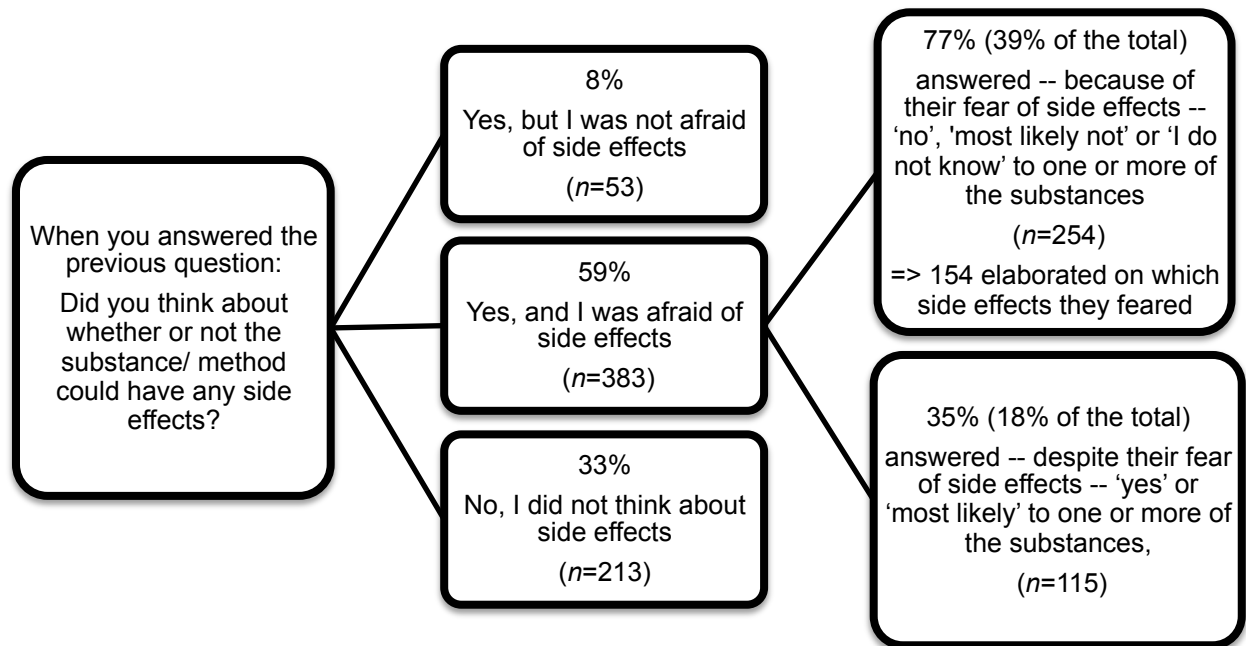 When you answered the
previous question:
Did you think about
whether or not the
substance/ method
could have any side
effects?
8%
Yes, but I was not afraid
of side effects
(n=53)
59%
Yes, and I was afraid of
side effects
(n=383)
33%
No, I did not think about
side effects
(n=213)
77% (39% of the total)
answered -- because of
their fear of side effects --
‘no’, 'most likely not’ or ‘I do
not know’ to one or more of
the substances
(n=254)
=> 154 elaborated on which
side effects they feared
35% (18% of the total)
answered -- despite their fear
of side effects -- ‘yes’ or
‘most likely’ to one or more of
the substances,
(n=115)